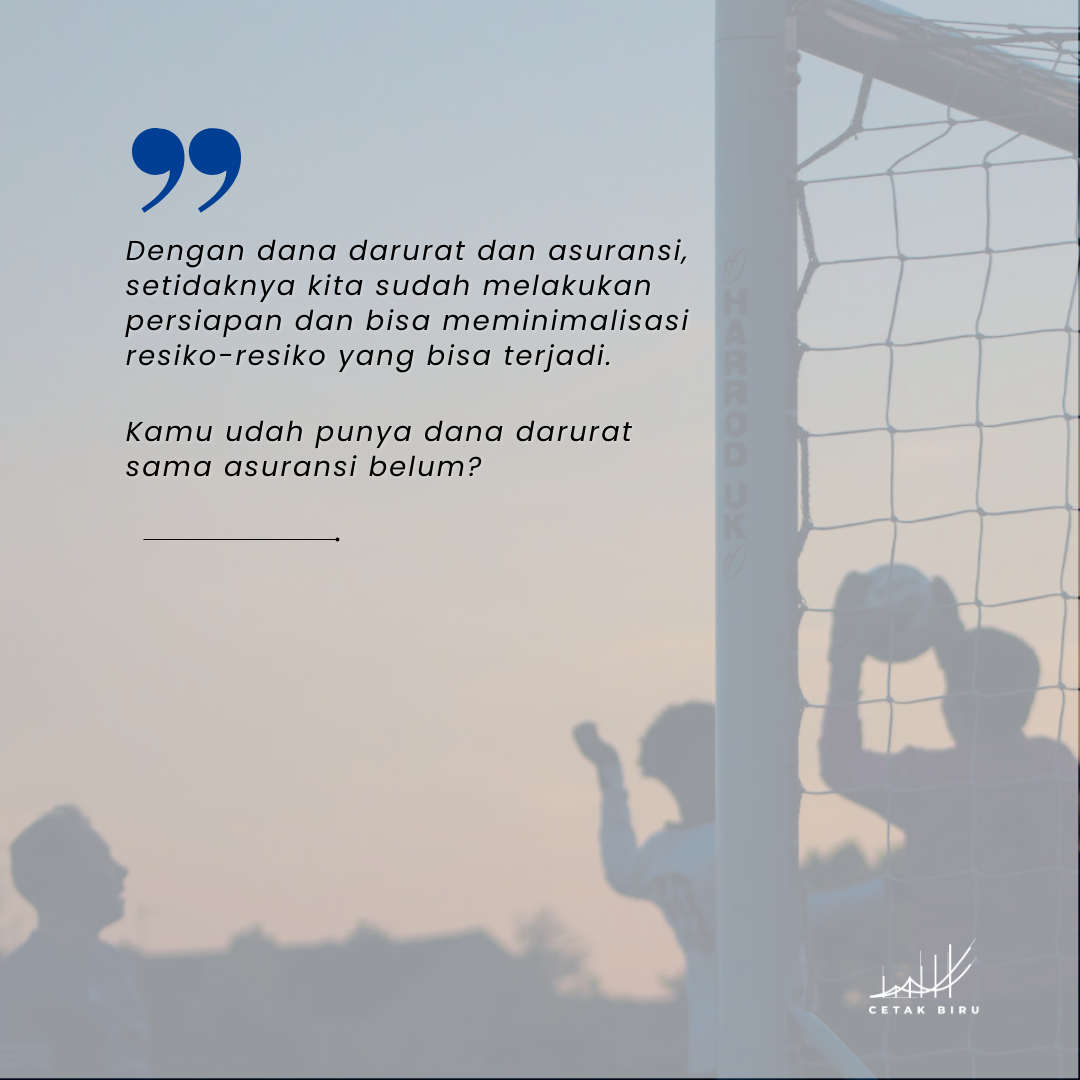 ”
Dengan dana darurat dan asuransi,
setidaknya kita sudah melakukan
persiapan dan bisa meminimalisasi
resiko-resiko yang bisa terjadi.
Kamu udah punya dana darurat
sama asuransi belum?
HARROD UK
CETAK BIRU